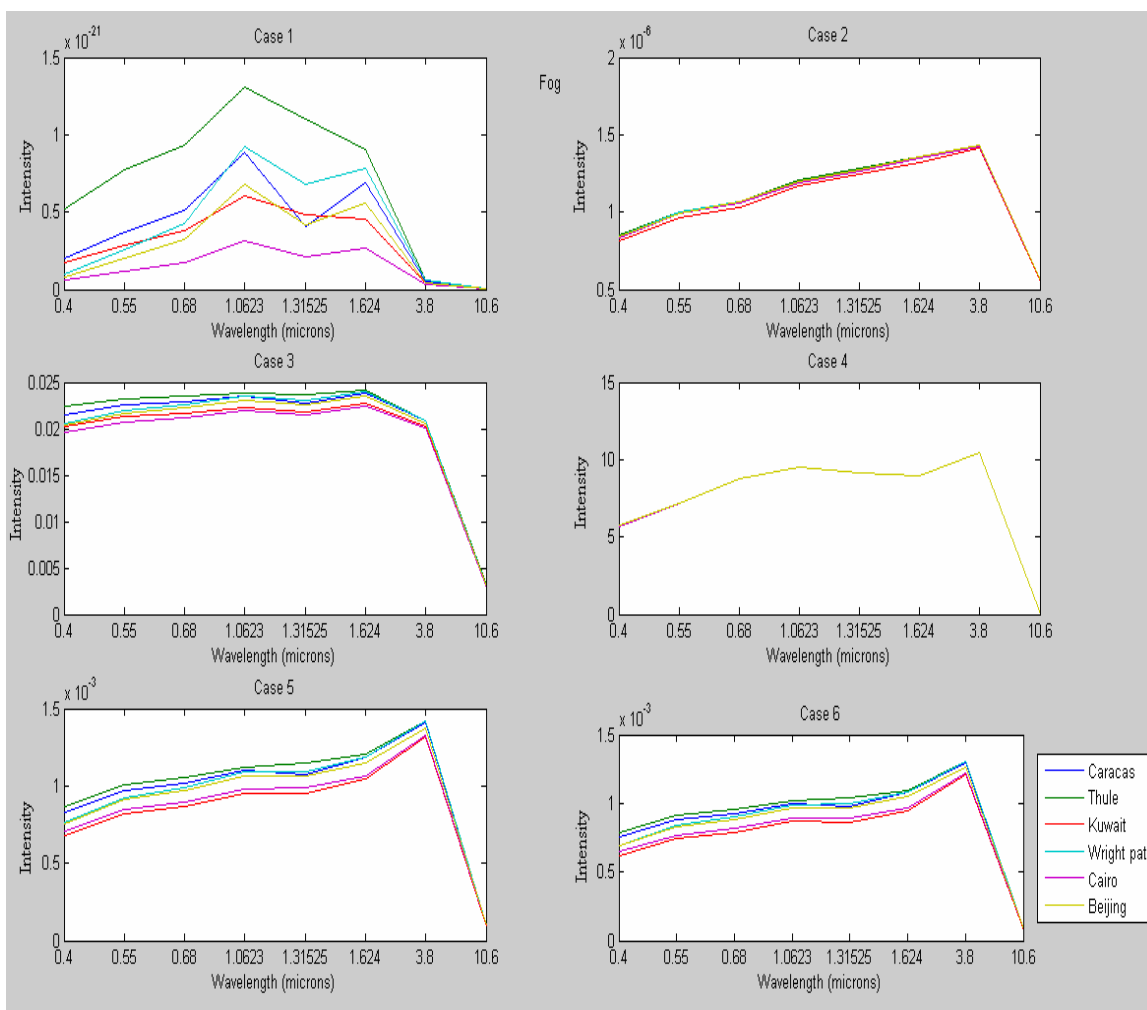 Case 1
x 10-21
1.5
1
0.5
0
Intensity
0.4 0.55 0.68 1.0623 1.31525 1.624 3.8 10.6
Wavelength (microns)
Fog
Case 2
x 10-6
2
1.5
1
0.5
Intensity
0.4 0.55 0.68 1.0623 1.31525 1.624 3.8 10.6
Wavelength (microns)
Case 3
0.025
0.02
0.015
0.01
0.005
0
Intensity
0.4 0.55 0.68 1.0623 1.31525 1.624 3.8 10.6
Wavelength (microns)
Case 4
15
10
5
0
Intensity
0.4 0.55 0.68 1.0623 1.31525 1.624 3.8 10.6
Wavelength (microns)
Case 5
x 10-3
1.5
1
0.5
0
Intensity
0.4 0.55 0.68 1.0623 1.31525 1.624 3.8 10.6
Wavelength (microns)
Case 6
x 10-3
1.5
1
0.5
0
Intensity
0.4 0.55 0.68 1.0623 1.31525 1.624 3.8 10.6
Wavelength (microns)
Caracas
Thule
Kuwait
Wright pat
Cairo
Beijing